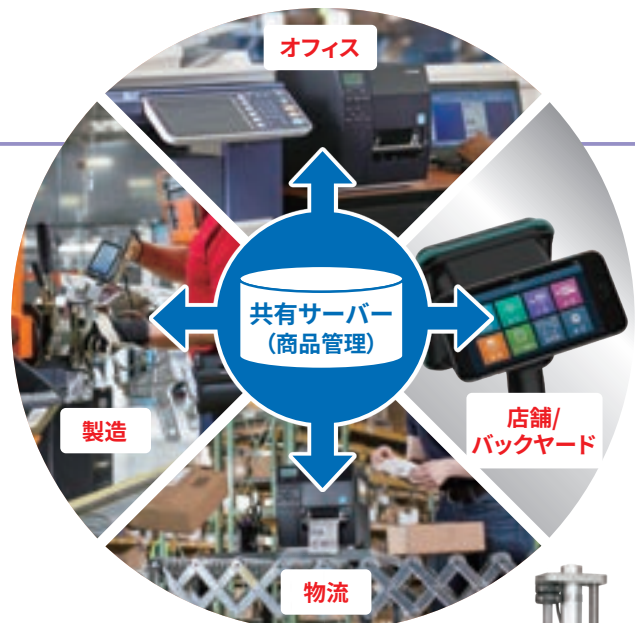 オフィス
共有サーバー
（商品管理）
製造
店舗/
バックヤード
物流